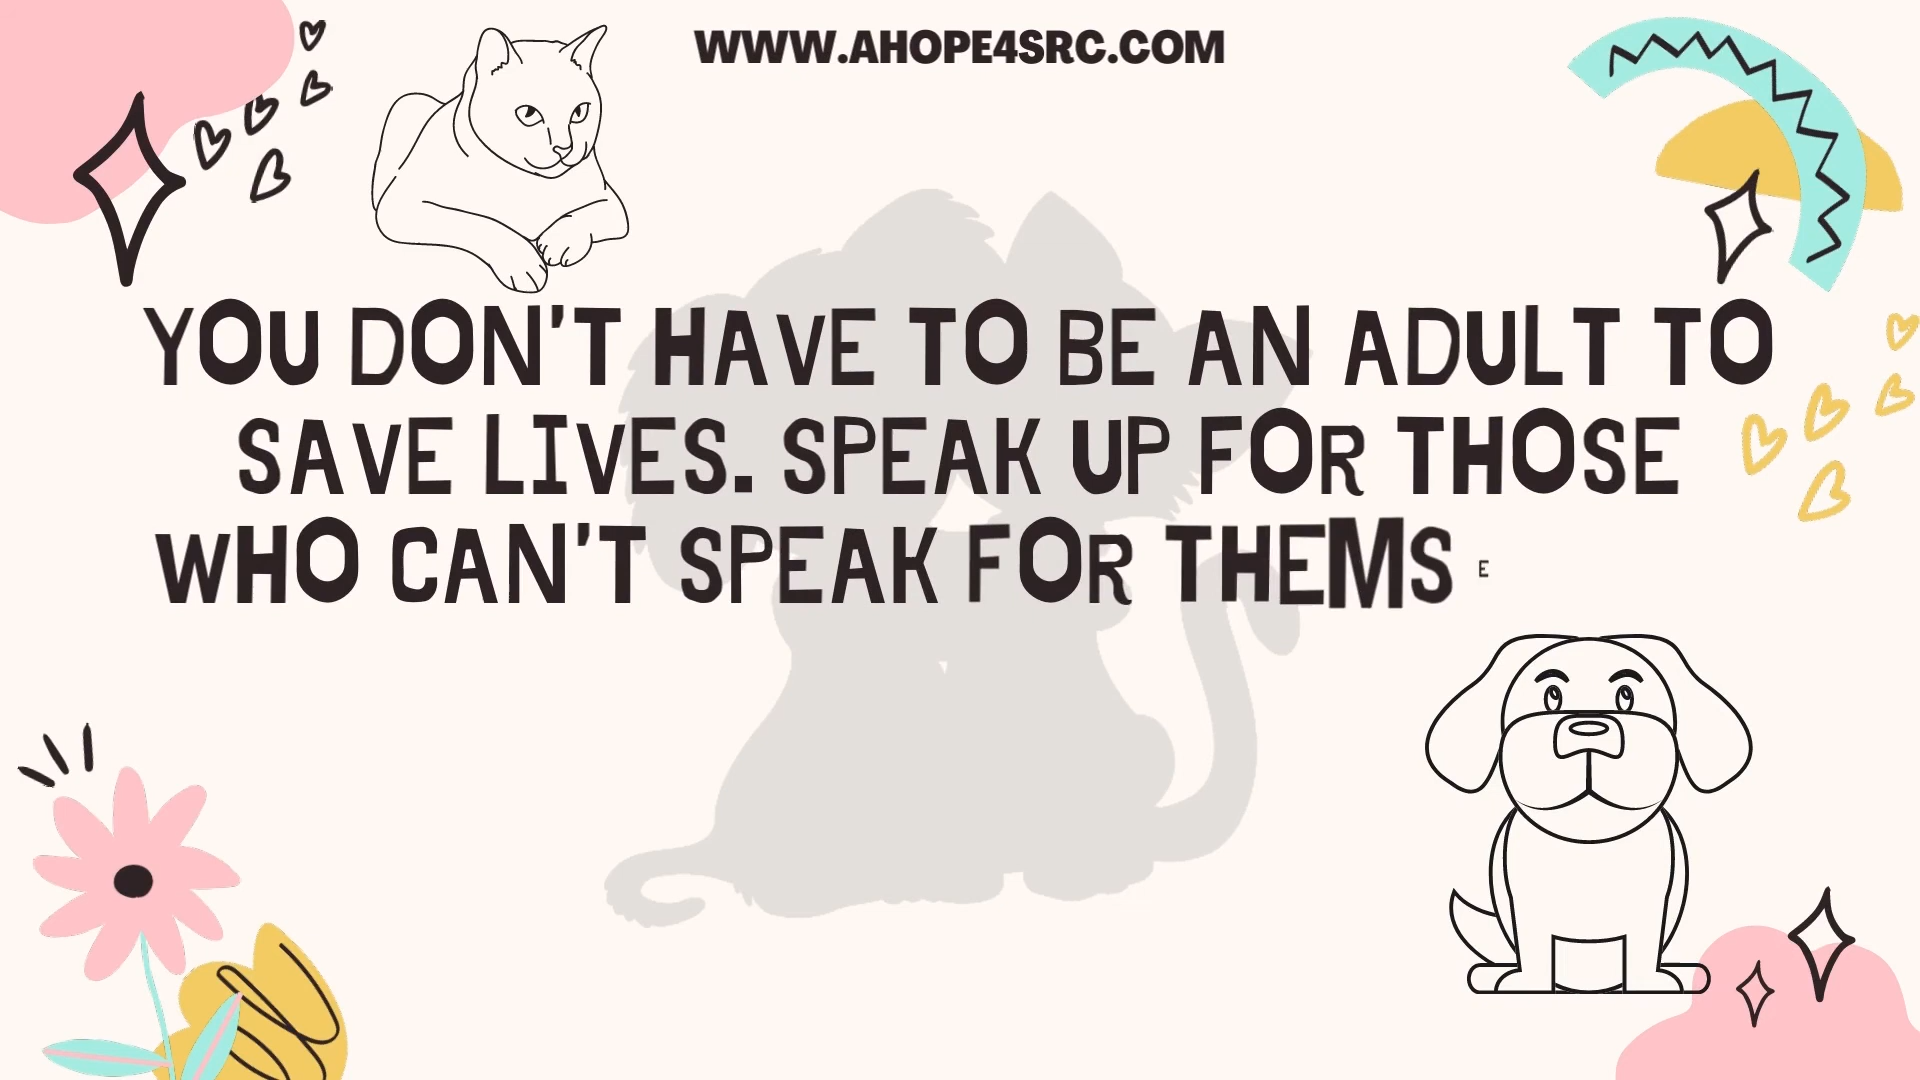 WWW.AHOPE4SRC.COM
YOU DON'T HAVE TO BE AN ADULT TO
SAVE LIVES. SPEAK UP FOR THOSE
WHO CAN'T SPEAK FOR THEMSE